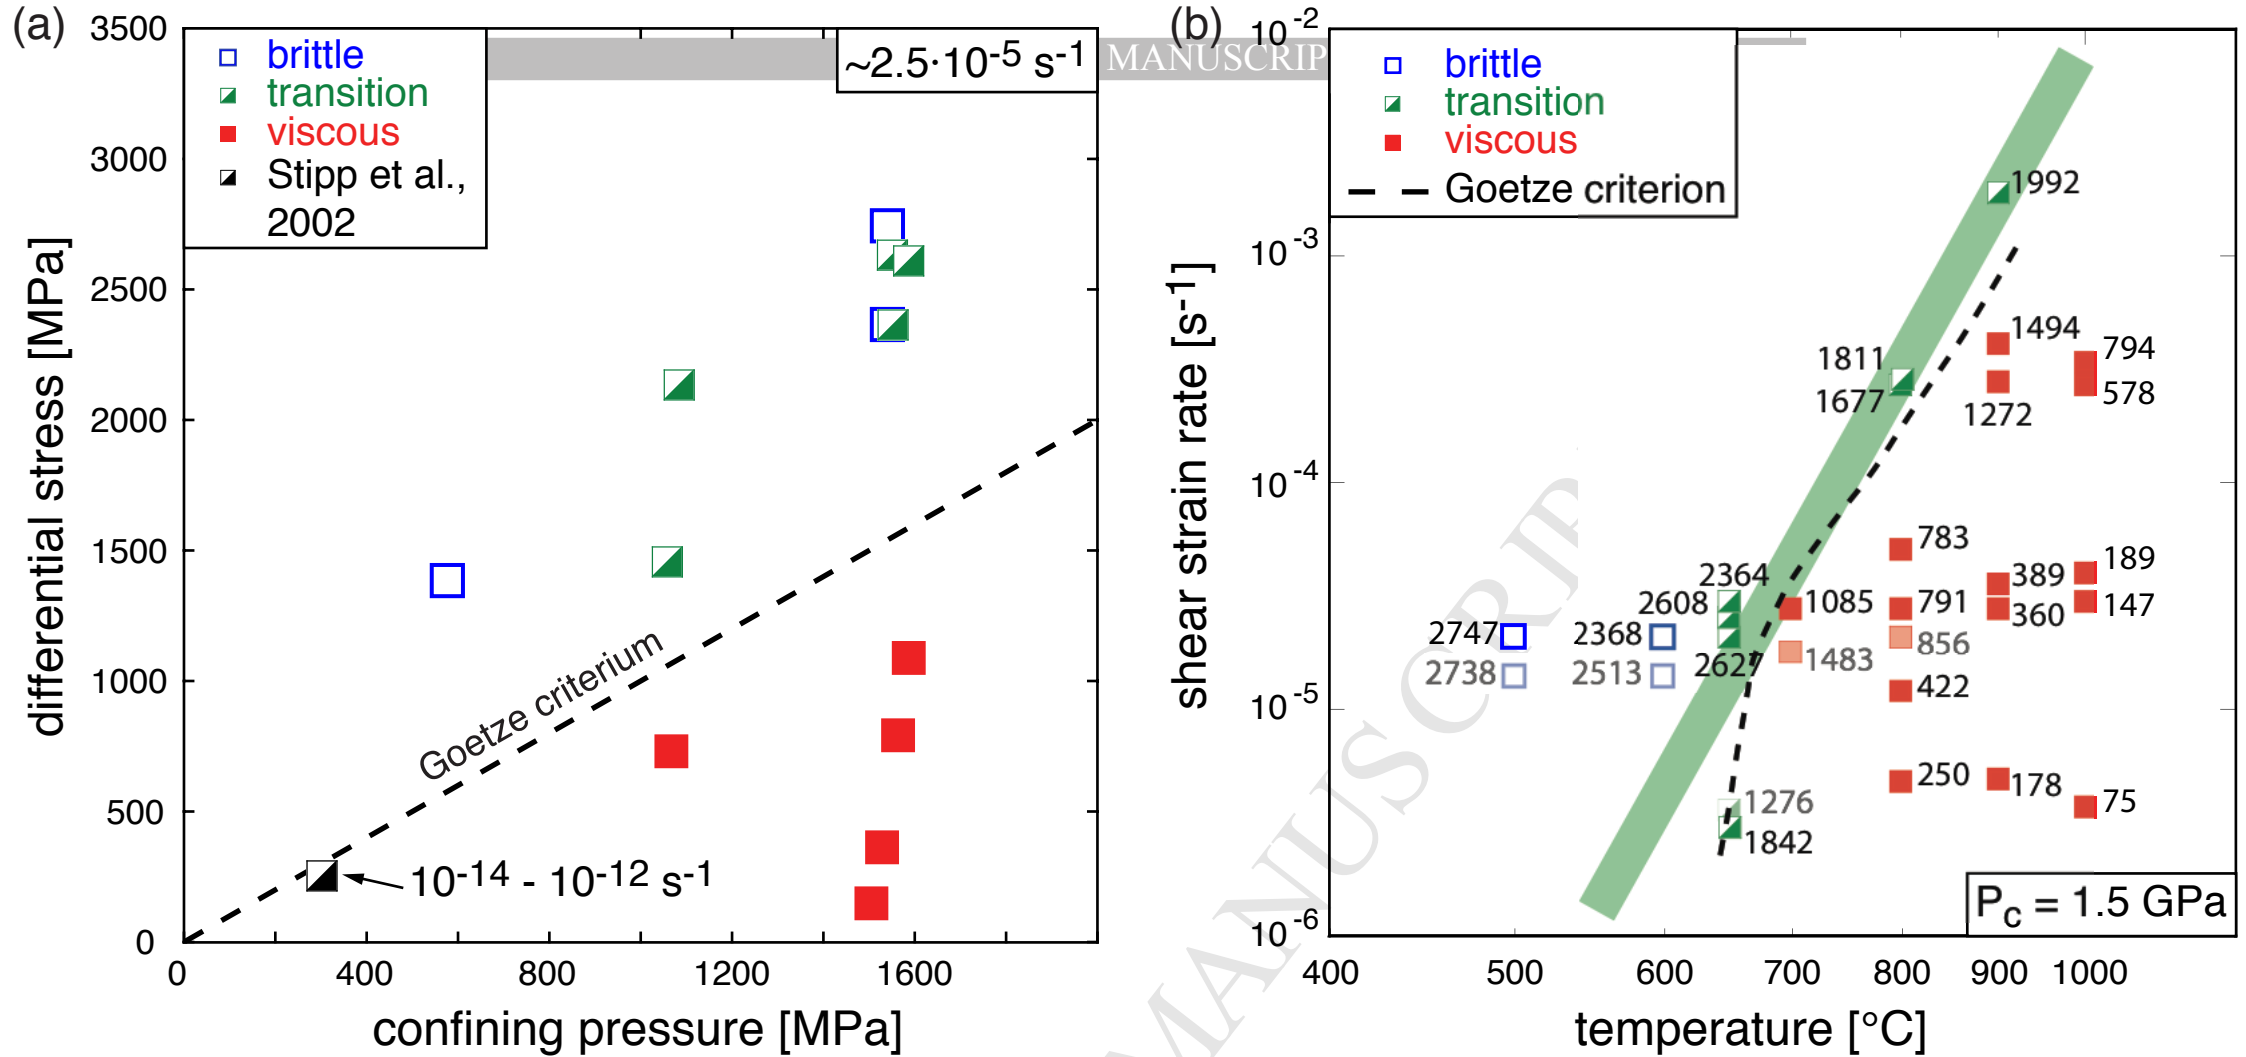 (a)
3500
3000
2500
2000
1500
1000
500
0
differential stress [MPa]
brittle
transition
viscous
Stipp et al.,
2002
~2.5·10-5 s-1
Goetze criterium
10-14 - 10-12 s-1
0 400 800 1200 1600
confining pressure [MPa]
MANUSCRIP
(b)
10-2
10-3
10-4
10-5
10-6
shear strain rate [s-1]
brittle
transition
viscous
Goetze criterion
1992
1494
1811
794
1677
578
1272
783
189
2364
389
2608
1085
791
147
360
2747
2368
856
2627
1483
2738
2513
422
250
178
75
1276
1842
Pc = 1.5 GPa
400 500 600 700 800 900 1000
temperature [°C]
MANUSCRIP